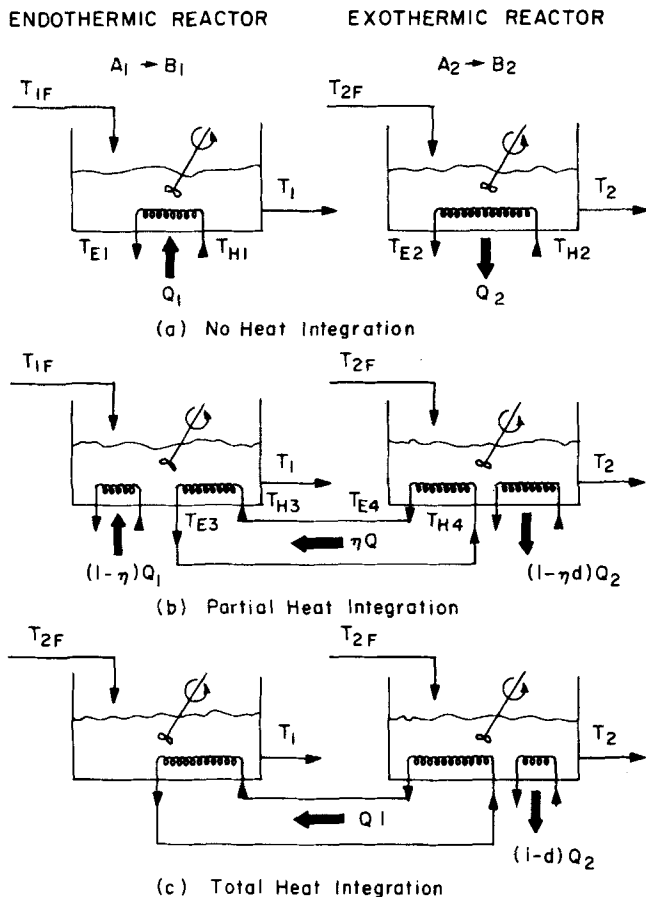 ENDOTHERMIC REACTOR EXOTHERMIC REACTOR
A1 → B1 A2 → B2
T1F T2F
T1 T2
TE1 TH1 TE2 TH2
Q1 Q2
(a) No Heat Integration
T1F T2F
T1 T2
TE3 TH3 TE4 TH4
ηQ
(1-η)Q1 (1-ηd)Q2
(b) Partial Heat Integration
T2F T2F
T1 T2
Q1
(1-d)Q2
(c) Total Heat Integration